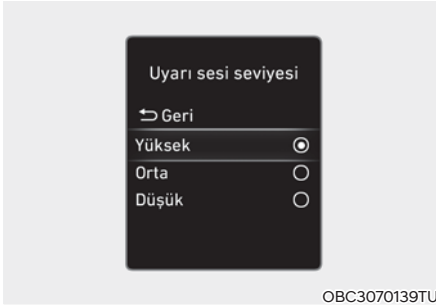 Uyarı sesi seviyesi
Geri
Yüksek
Orta
Düşük
OBC3070139TU